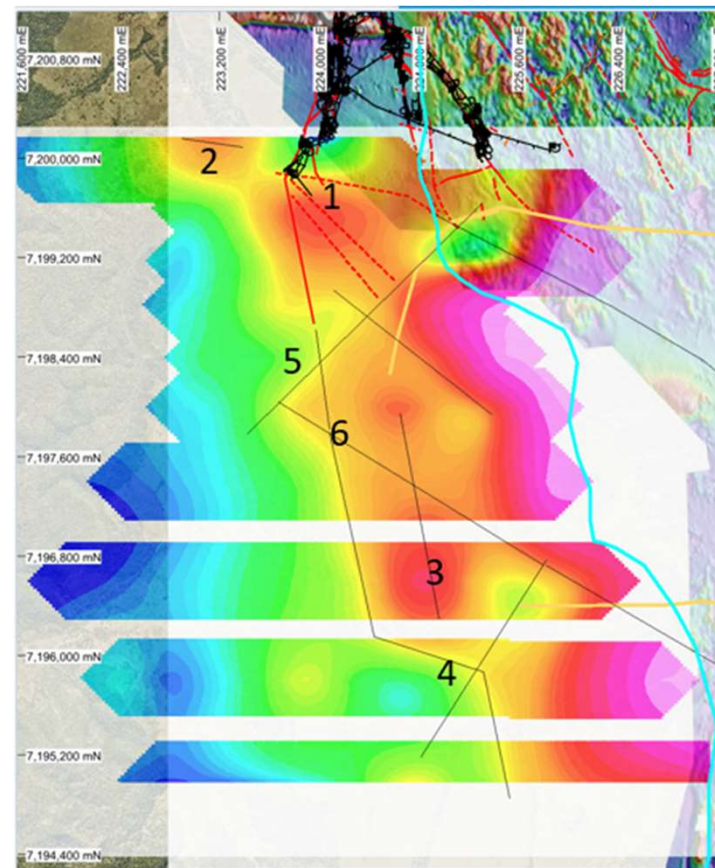 221,600 mE
222,400 mE
223,200 mE
224,000 mE
225,600 mE
226,400 mE
7,200,800 mN
7,200,000 mN
2
1
7,199,200 mN
7,198,400 mN
5
6
7,197,600 mN
7,196,800 mN
3
7,196,000 mN
4
7,195,200 mN
7,194,400 mN